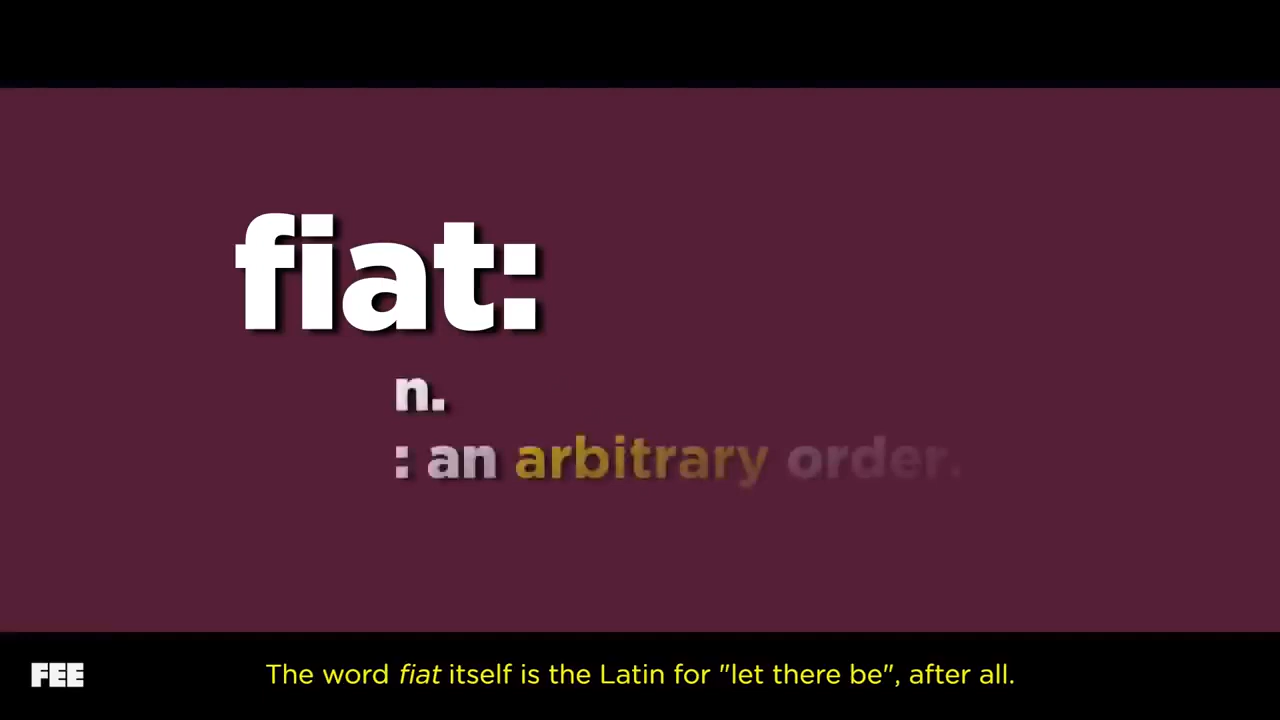 fiat:
n.
: an arbitrary order.
FEE
The word fiat itself is the Latin for "let there be", after all.